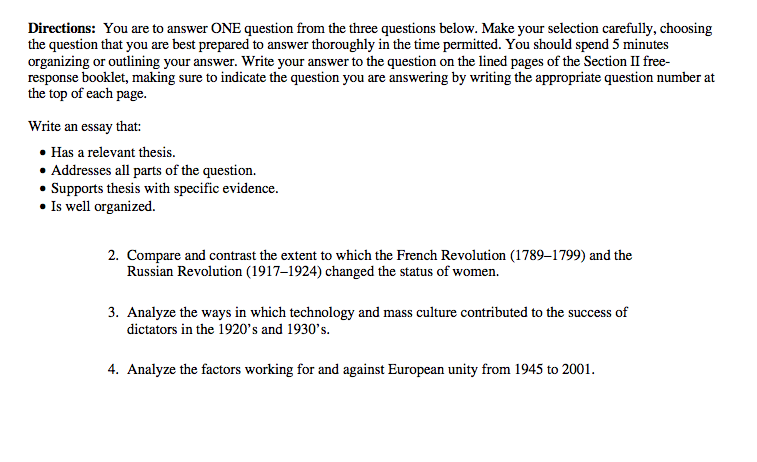 Directions: You are to answer ONE question from the three questions below. Make your selection carefully, choosing
the question that you are best prepared to answer thoroughly in the time permitted. You should spend 5 minutes
organizing or outlining your answer. Write your answer to the question on the lined pages of the Section II free-
response booklet, making sure to indicate the question you are answering by writing the appropriate question number at
the top of each page.
Write an essay that:
• Has a relevant thesis.
• Addresses all parts of the question.
• Supports thesis with specific evidence.
• Is well organized.
2. Compare and contrast the extent to which the French Revolution (1789–1799) and the
Russian Revolution (1917–1924) changed the status of women.
3. Analyze the ways in which technology and mass culture contributed to the success of
dictators in the 1920's and 1930's.
4. Analyze the factors working for and against European unity from 1945 to 2001.